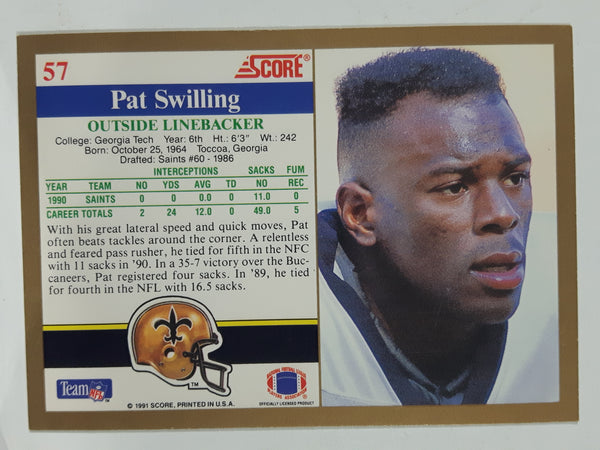 57
SCORE®
Pat Swilling
OUTSIDE LINEBACKER
College: Georgia Tech Year: 6th Ht.: 6'3" Wt.: 242
Born: October 25, 1964 Toccoa, Georgia
Drafted: Saints #60 - 1986
INTERCEPTIONS SACKS FUM
YEAR TEAM NO YDS AVG TD NO REC
1990 SAINTS 0 0 0.0 0 11.0 0
CAREER TOTALS 2 24 12.0 0 49.0 5
With his great lateral speed and quick moves, Pat
often beats tackles around the corner. A relentless
and feared pass rusher, he tied for fifth in the NFC
with 11 sacks in '90. In a 35-7 victory over the Buc-
caneers, Pat registered four sacks. In '89, he tied
for fourth in the NFL with 16.5 sacks.
Team NFL
TM
© 1991 SCORE, PRINTED IN U.S.A.
OFFICIALLY LICENSED PRODUCT